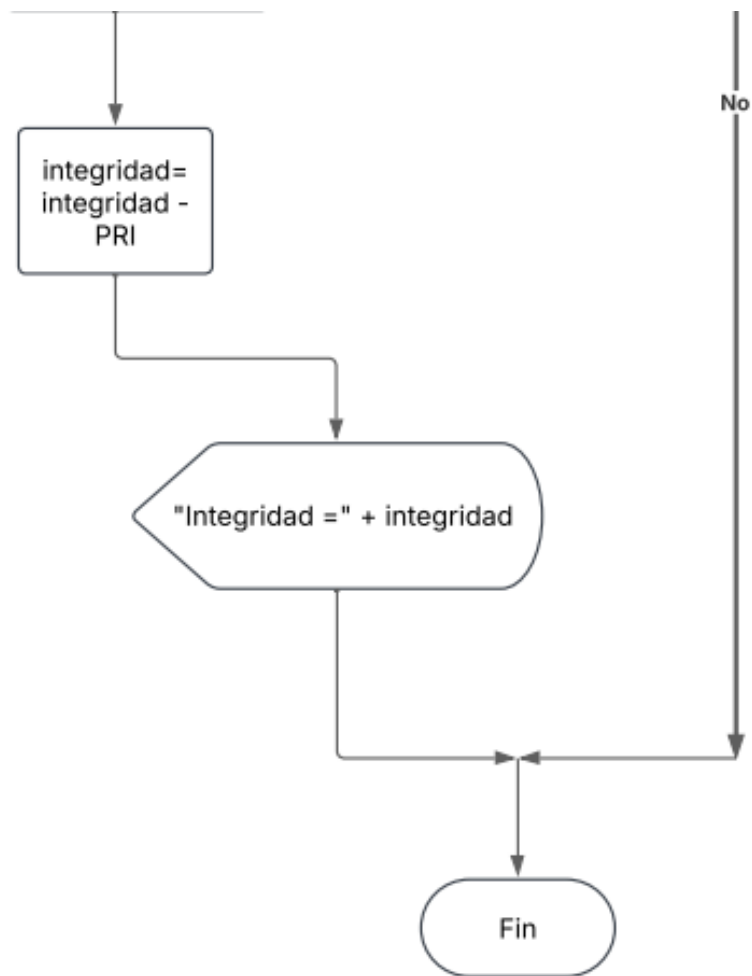 No
integridad=
integridad -
PRI
"Integridad =" + integridad
Fin